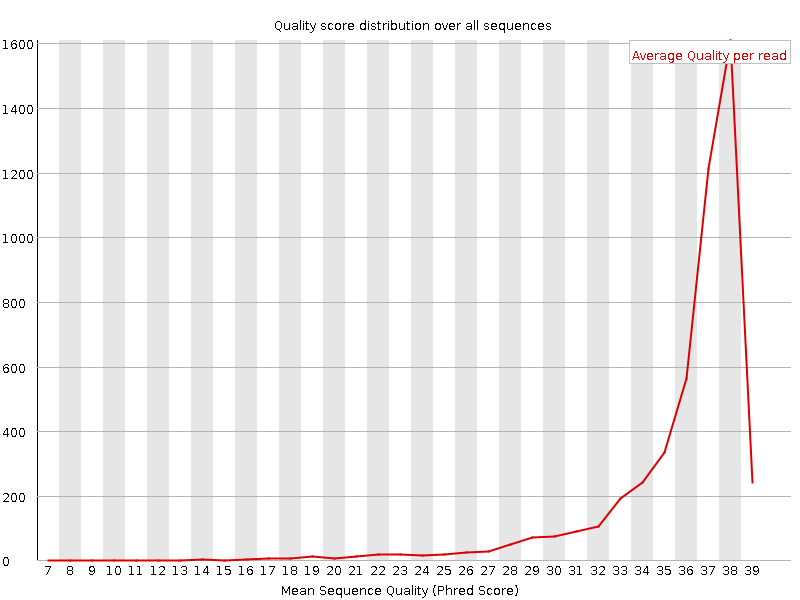 Quality score distribution over all sequences
1600
Average Quality per read
1400
1200
1000
800
600
400
200
0
7 8 9 10 11 12 13 14 15 16 17 18 19 20 21 22 23 24 25 26 27 28 29 30 31 32 33 34 35 36 37 38 39
Mean Sequence Quality (Phred Score)